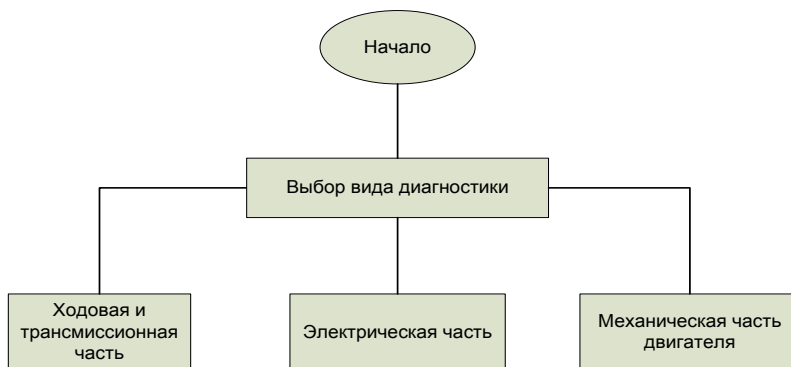 Начало
Выбор вида диагностики
Ходовая и
трансмиссионная
часть
Электрическая часть
Механическая часть
двигателя